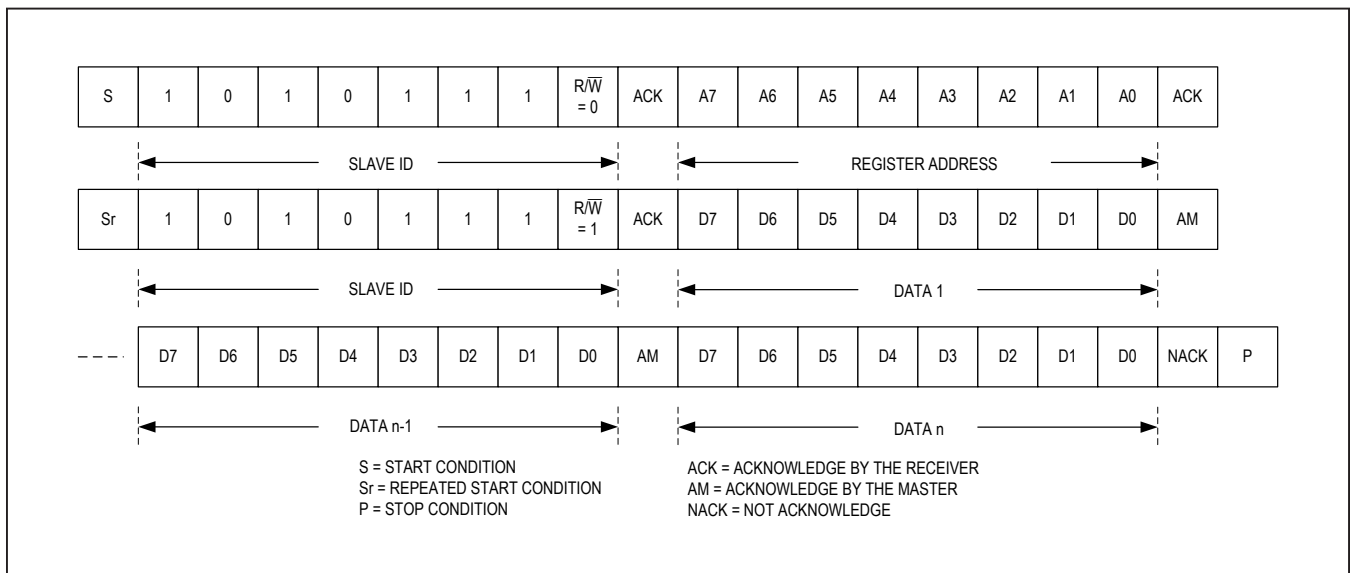 S 1 0 1 0 1 1 1 R/W̅ = 0 ACK A7 A6 A5 A4 A3 A2 A1 A0 ACK
SLAVE ID REGISTER ADDRESS
Sr 1 0 1 0 1 1 1 R/W̅ = 1 ACK D7 D6 D5 D4 D3 D2 D1 D0 AM
SLAVE ID DATA 1
D7 D6 D5 D4 D3 D2 D1 D0 AM D7 D6 D5 D4 D3 D2 D1 D0 NACK P
DATA n-1 DATA n
S = START CONDITION
Sr = REPEATED START CONDITION
P = STOP CONDITION
ACK = ACKNOWLEDGE BY THE RECEIVER
AM = ACKNOWLEDGE BY THE MASTER
NACK = NOT ACKNOWLEDGE